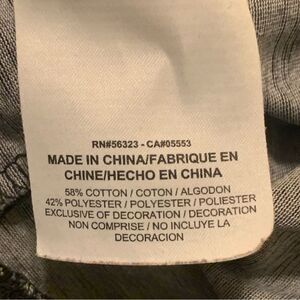 RN#56323 - CA#05553
MADE IN CHINA/FABRIQUE EN
CHINE/HECHO EN CHINA
58% COTTON / COTON / ALGODON
42% POLYESTER / POLYESTER / POLIESTER
EXCLUSIVE OF DECORATION / DECORATION
NON COMPRISE / NO INCLUYE LA
DECORACION